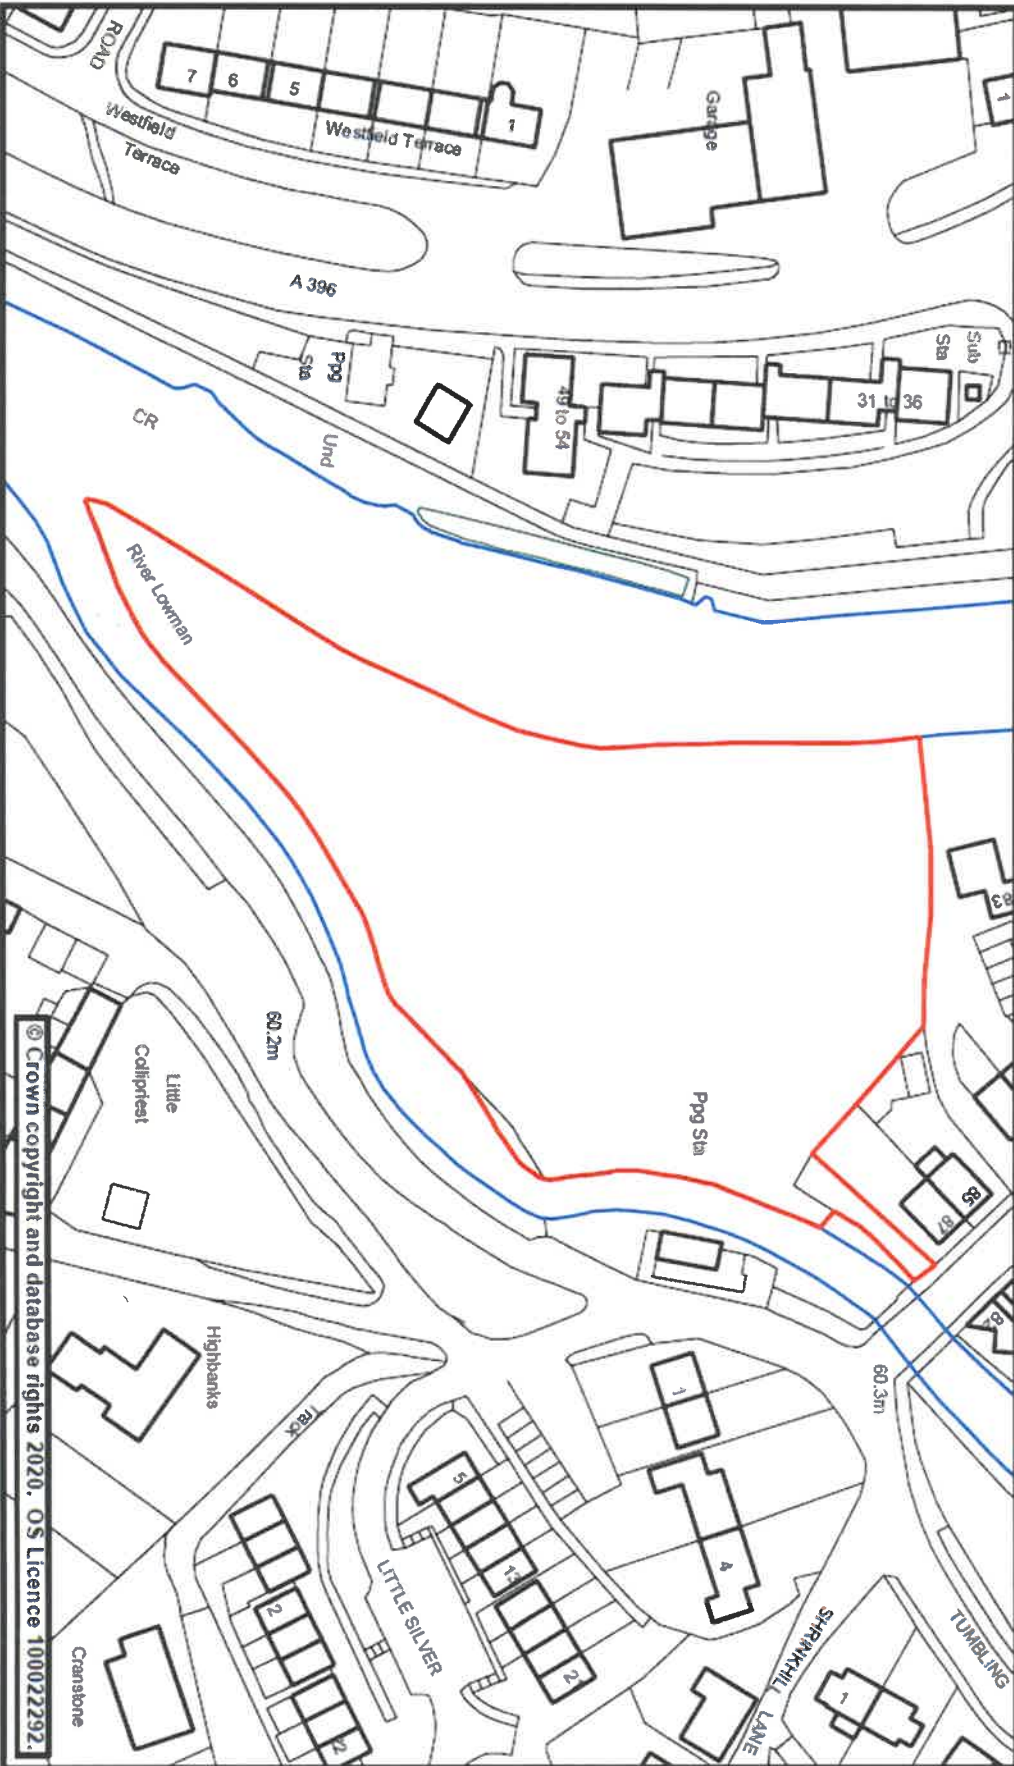 ROAD
7
6
5
1
Westfield Terrace
Westfield
Terrace
Garage
1
A 396
Ppg
Sta
49 to 54
31 to 36
El
Sub
Sta
CR
Und
River Lowman
83
Ppg Sta
85
87
82
60.2m
Little
Collipriest
60.3m
Highbanks
Track
1
4
5
13
21
LITTLE SILVER
2
22
Cranstone
SHRINKHILL LANE
1
TUMBLING
© Crown copyright and database rights 2020. OS Licence 100022292.